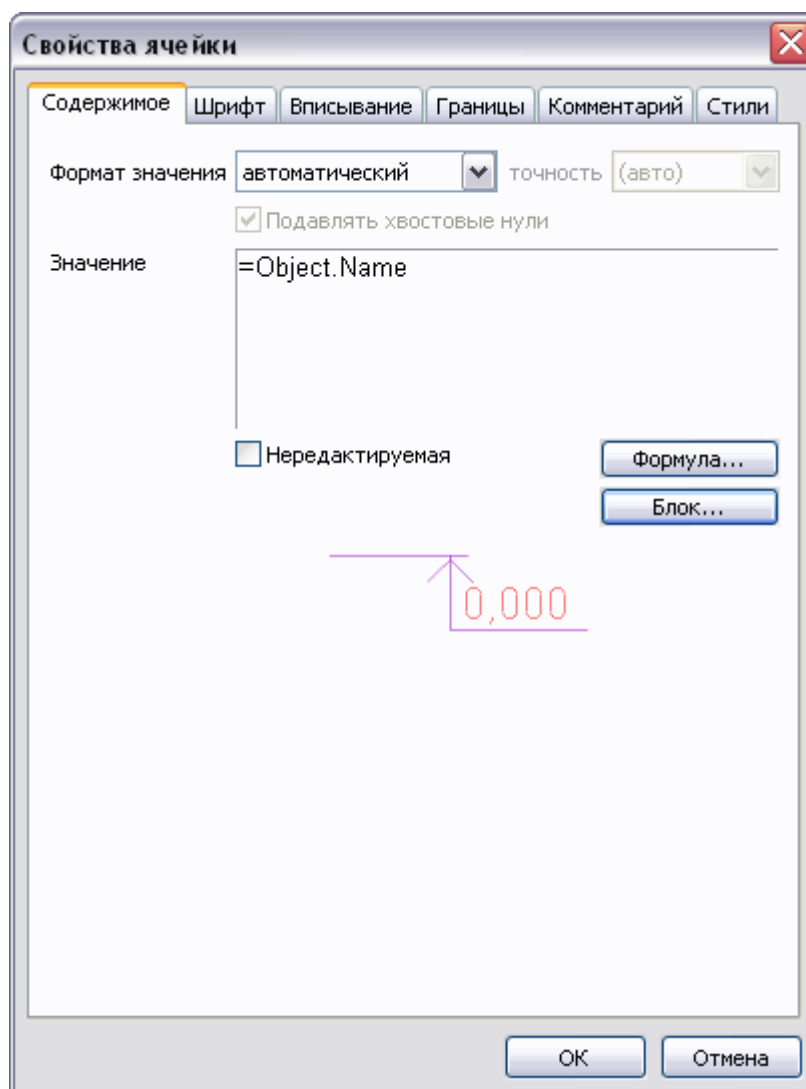 Свойства ячейки
Содержимое Шрифт Вписывание Границы Комментарий Стили
Формат значения автоматический точность (авто)
Подавлять хвостовые нули
Значение =Object.Name
Нередактируемая Формула...
Блок...
0,000
ОК Отмена